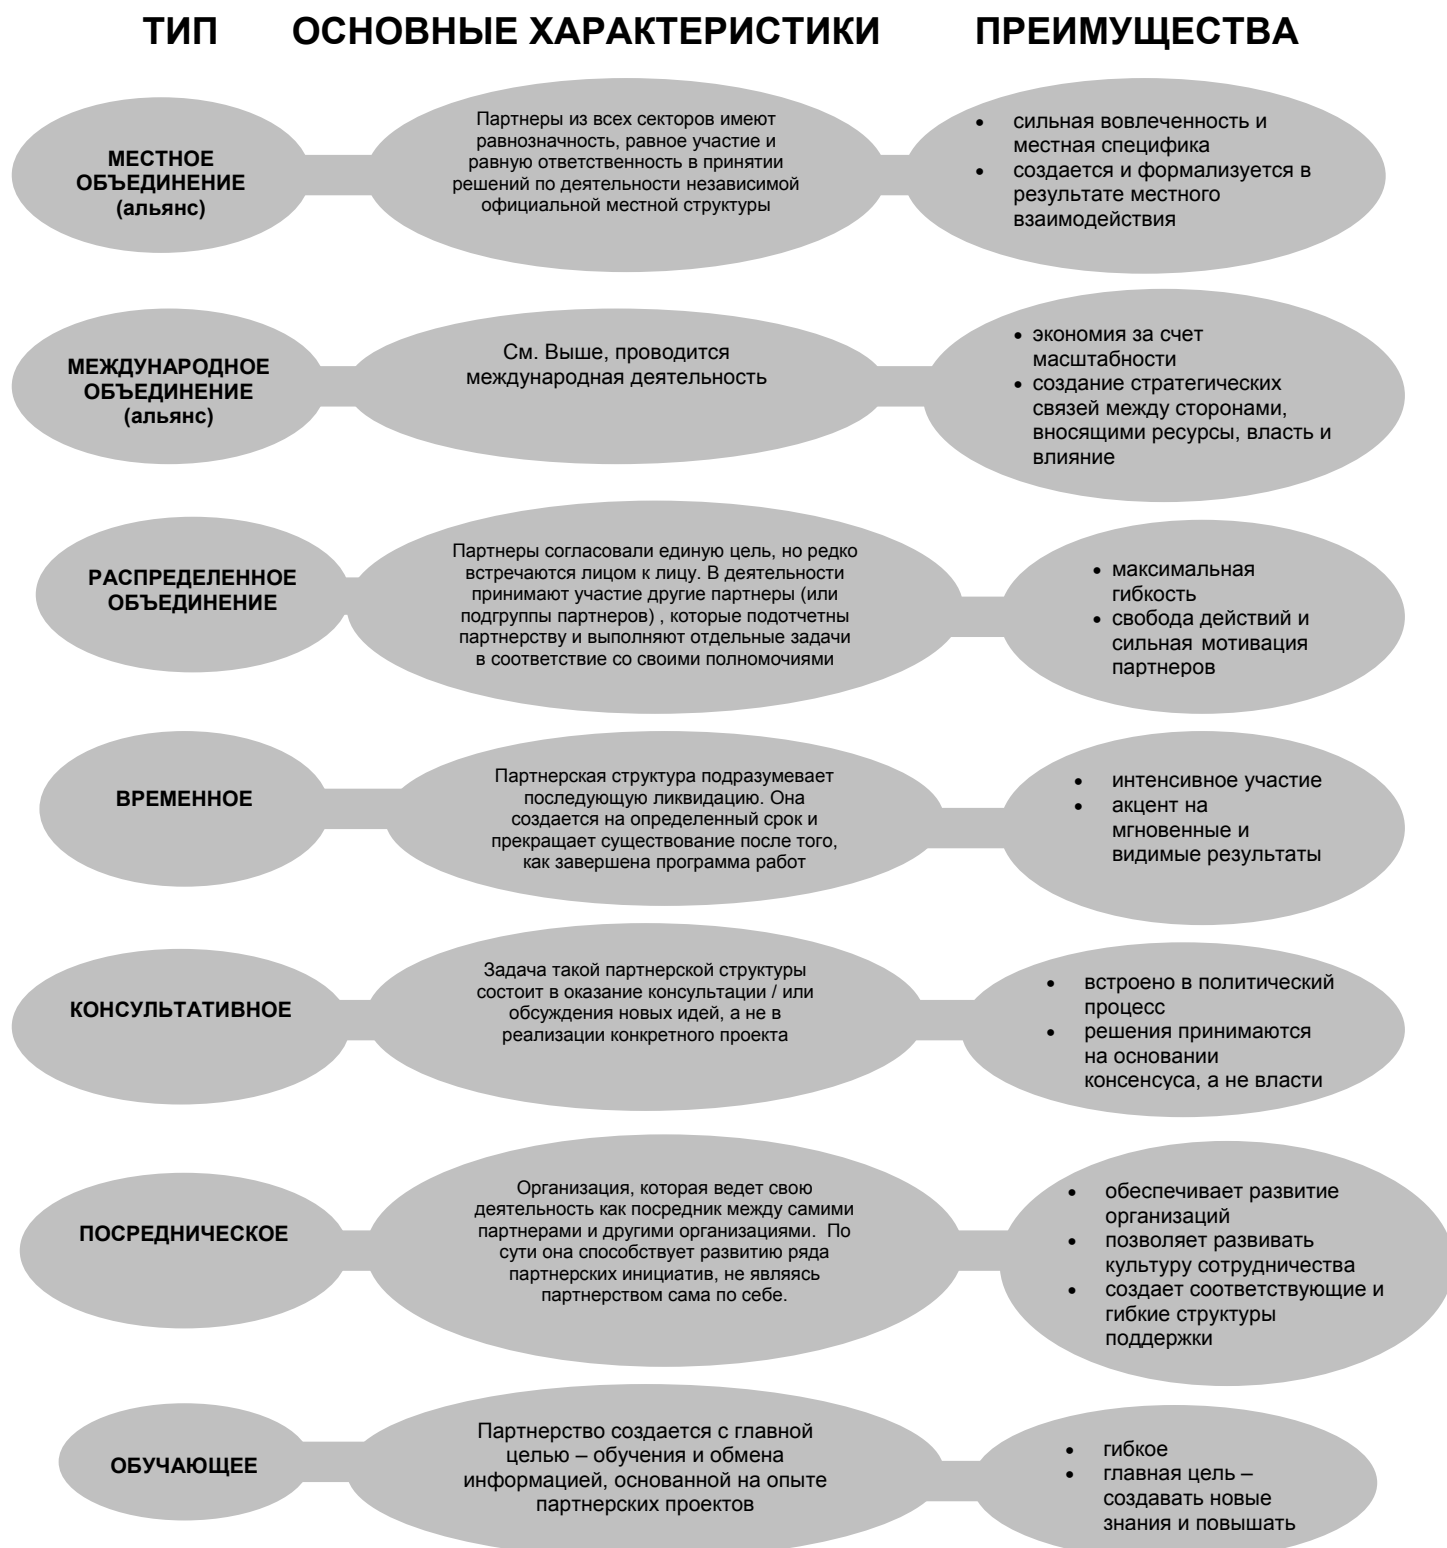 ТИП ОСНОВНЫЕ ХАРАКТЕРИСТИКИ ПРЕИМУЩЕСТВА
МЕСТНОЕ
ОБЪЕДИНЕНИЕ
(альянс)
Партнеры из всех секторов имеют
равнозначность, равное участие и
равную ответственность в принятии
решений по деятельности независимой
официальной местной структуры
• сильная вовлеченность и
местная специфика
• создается и формализуется в
результате местного
взаимодействия
МЕЖДУНАРОДНОЕ
ОБЪЕДИНЕНИЕ
(альянс)
См. Выше, проводится
международная деятельность
• экономия за счет
масштабности
• создание стратегических
связей между сторонами,
вносящими ресурсы, власть и
влияние
РАСПРЕДЕЛЕННОЕ
ОБЪЕДИНЕНИЕ
Партнеры согласовали единую цель, но редко
встречаются лицом к лицу. В деятельности
принимают участие другие партнеры (или
подгруппы партнеров) , которые подотчетны
партнерству и выполняют отдельные задачи
в соответствие со своими полномочиями
• максимальная
гибкость
• свобода действий и
сильная мотивация
партнеров
ВРЕМЕННОЕ
Партнерская структура подразумевает
последующую ликвидацию. Она
создается на определенный срок и
прекращает существование после того,
как завершена программа работ
• интенсивное участие
• акцент на
мгновенные и
видимые результаты
КОНСУЛЬТАТИВНОЕ
Задача такой партнерской структуры
состоит в оказание консультации / или
обсуждения новых идей, а не в
реализации конкретного проекта
• встроено в политический
процесс
• решения принимаются
на основании
консенсуса, а не власти
ПОСРЕДНИЧЕСКОЕ
Организация, которая ведет свою
деятельность как посредник между самими
партнерами и другими организациями. По
сути она способствует развитию ряда
партнерских инициатив, не являясь
партнерством сама по себе.
• обеспечивает развитие
организаций
• позволяет развивать
культуру сотрудничества
• создает соответствующие и
гибкие структуры
поддержки
ОБУЧАЮЩЕЕ
Партнерство создается с главной
целью – обучения и обмена
информацией, основанной на опыте
партнерских проектов
• гибкое
• главная цель –
создавать новые
знания и повышать